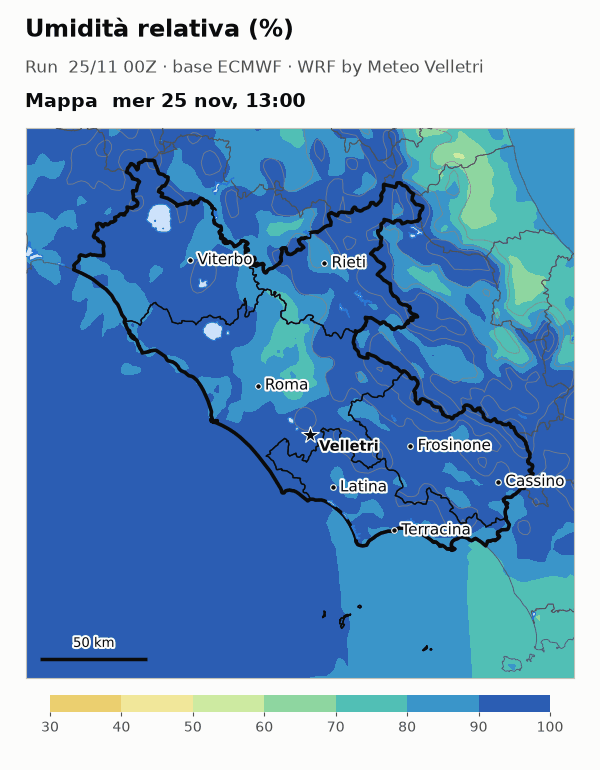 Umidità relativa (%)
Run  25/11 00Z · base ECMWF · WRF by Meteo Velletri
Mappa  mer 25 nov, 13:00
Viterbo
Rieti
Roma
Velletri
Frosinone
Latina
Cassino
Terracina
50 km
30 40 50 60 70 80 90 100